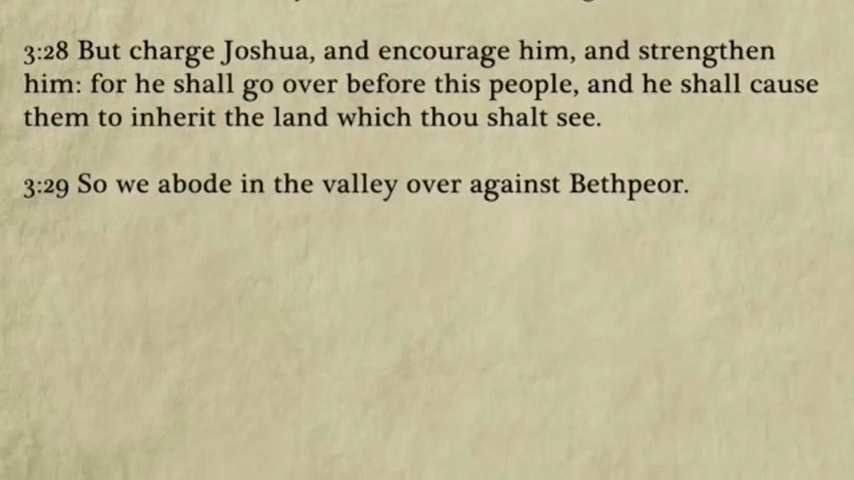 3:28 But charge Joshua, and encourage him, and strengthen
him: for he shall go over before this people, and he shall cause
them to inherit the land which thou shalt see.
3:29 So we abode in the valley over against Bethpeor.